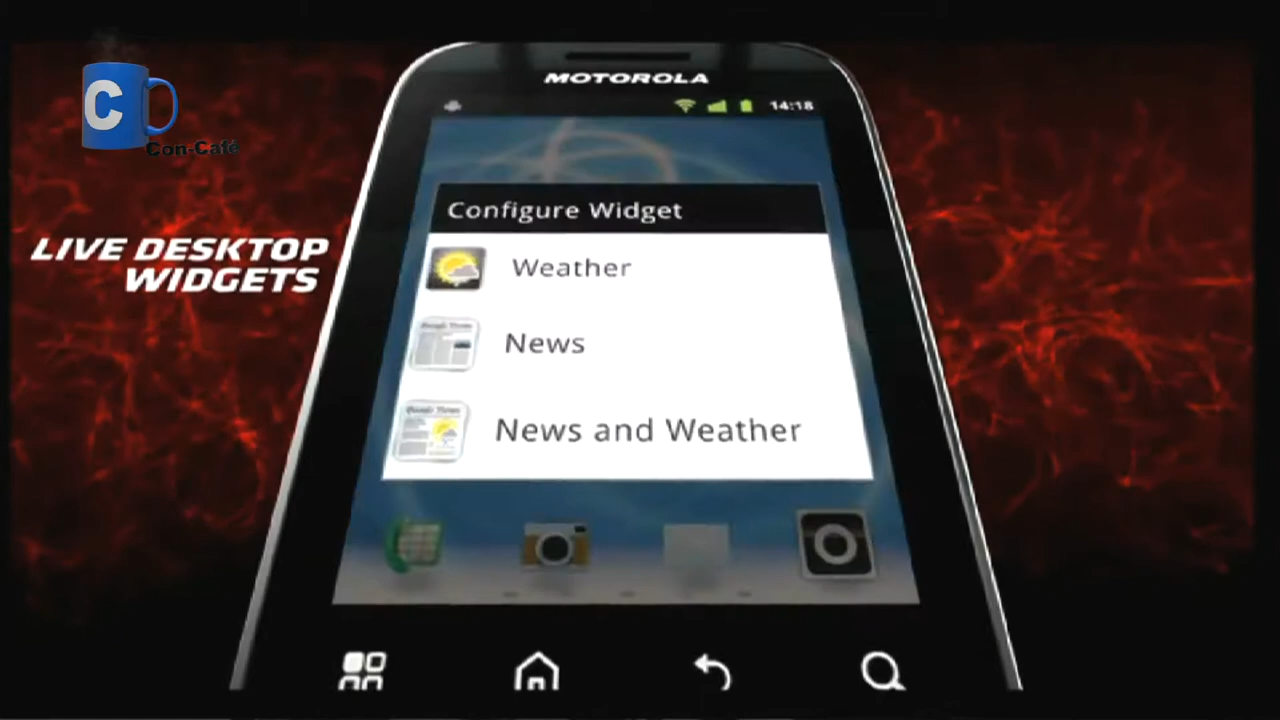 C
Con-Café
MOTOROLA
14:18
Configure Widget
LIVE DESKTOP
WIDGETS
Weather
News
News and Weather